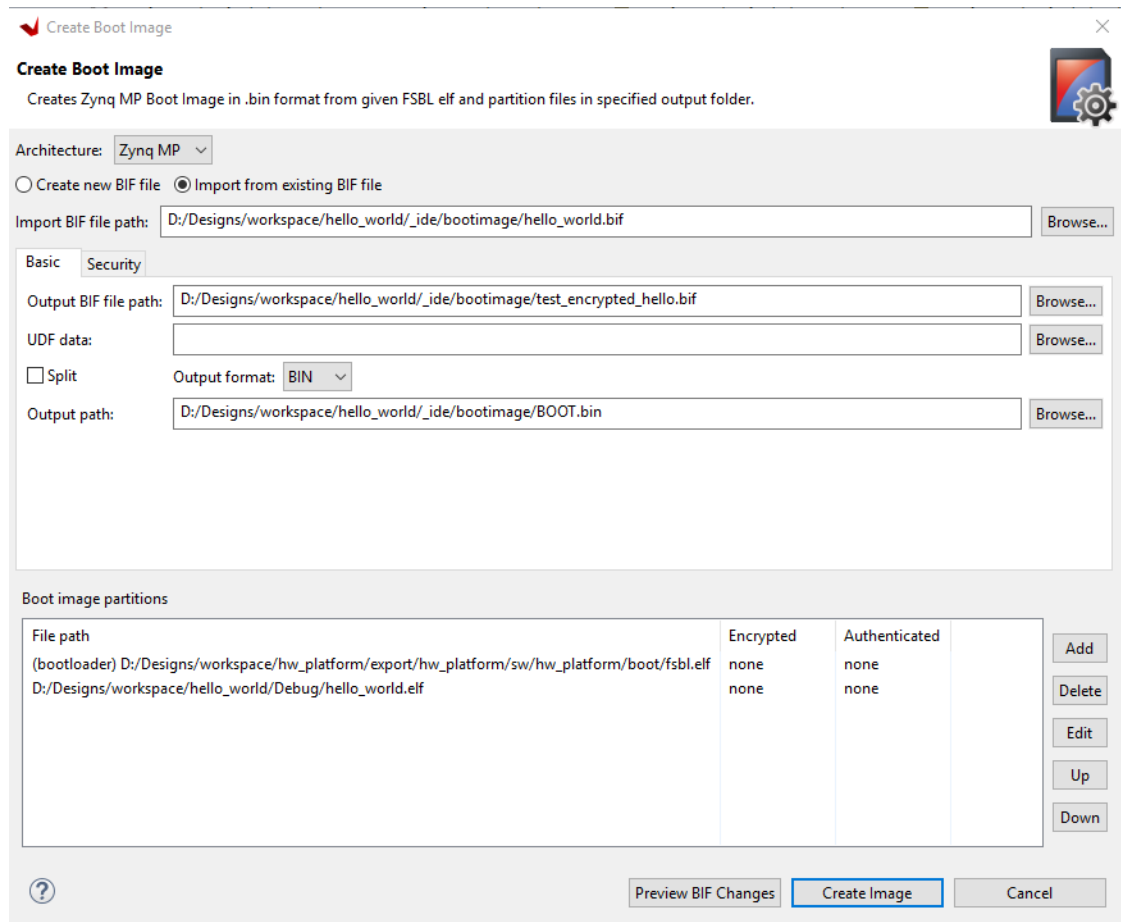 Create Boot Image
Create Boot Image
Creates Zynq MP Boot Image in .bin format from given FSBL elf and partition files in specified output folder.
Architecture: Zynq MP
Create new BIF file Import from existing BIF file
Import BIF file path: D:/Designs/workspace/hello_world/_ide/bootimage/hello_world.bif Browse...
Basic Security
Output BIF file path: D:/Designs/workspace/hello_world/_ide/bootimage/test_encrypted_hello.bif Browse...
UDF data: Browse...
Split Output format: BIN
Output path: D:/Designs/workspace/hello_world/_ide/bootimage/BOOT.bin Browse...
Boot image partitions
File path Encrypted Authenticated
Add
(bootloader) D:/Designs/workspace/hw_platform/export/hw_platform/sw/hw_platform/boot/fsbl.elf none none
D:/Designs/workspace/hello_world/Debug/hello_world.elf none none
Delete
Edit
Up
Down
? Preview BIF Changes Create Image Cancel